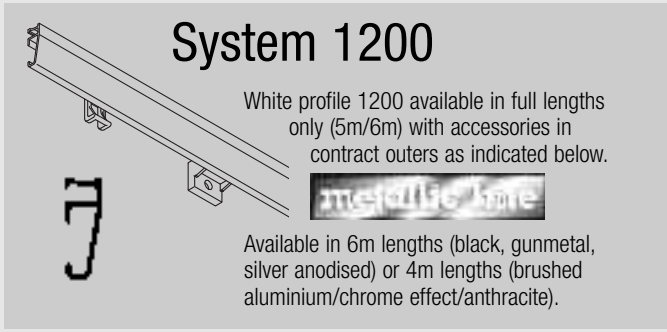 System 1200
White profile 1200 available in full lengths
only (5m/6m) with accessories in
contract outers as indicated below.
metallic line
Available in 6m lengths (black, gunmetal,
silver anodised) or 4m lengths (brushed
aluminium/chrome effect/anthracite).